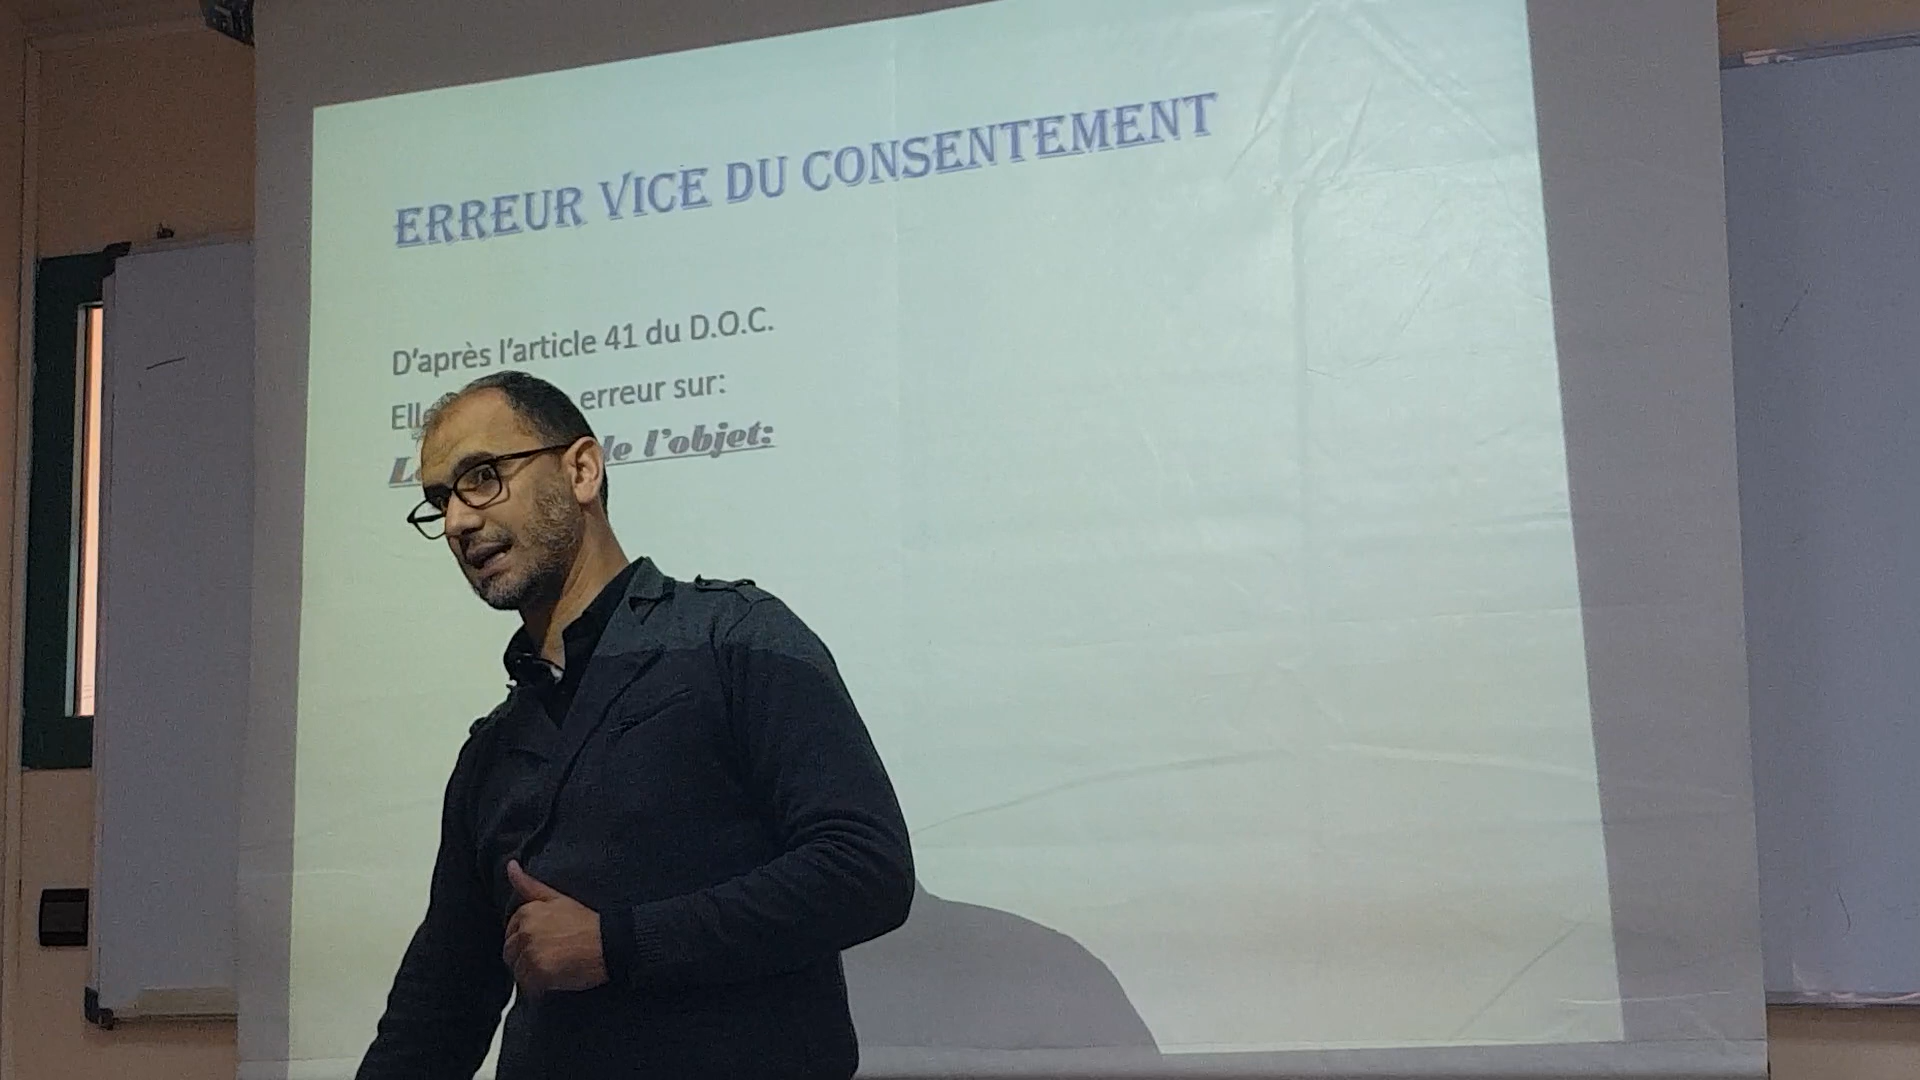 ERREUR VICE DU CONSENTEMENT
D'après l'article 41 du D.O.C.
erreur sur:
de l'objet: